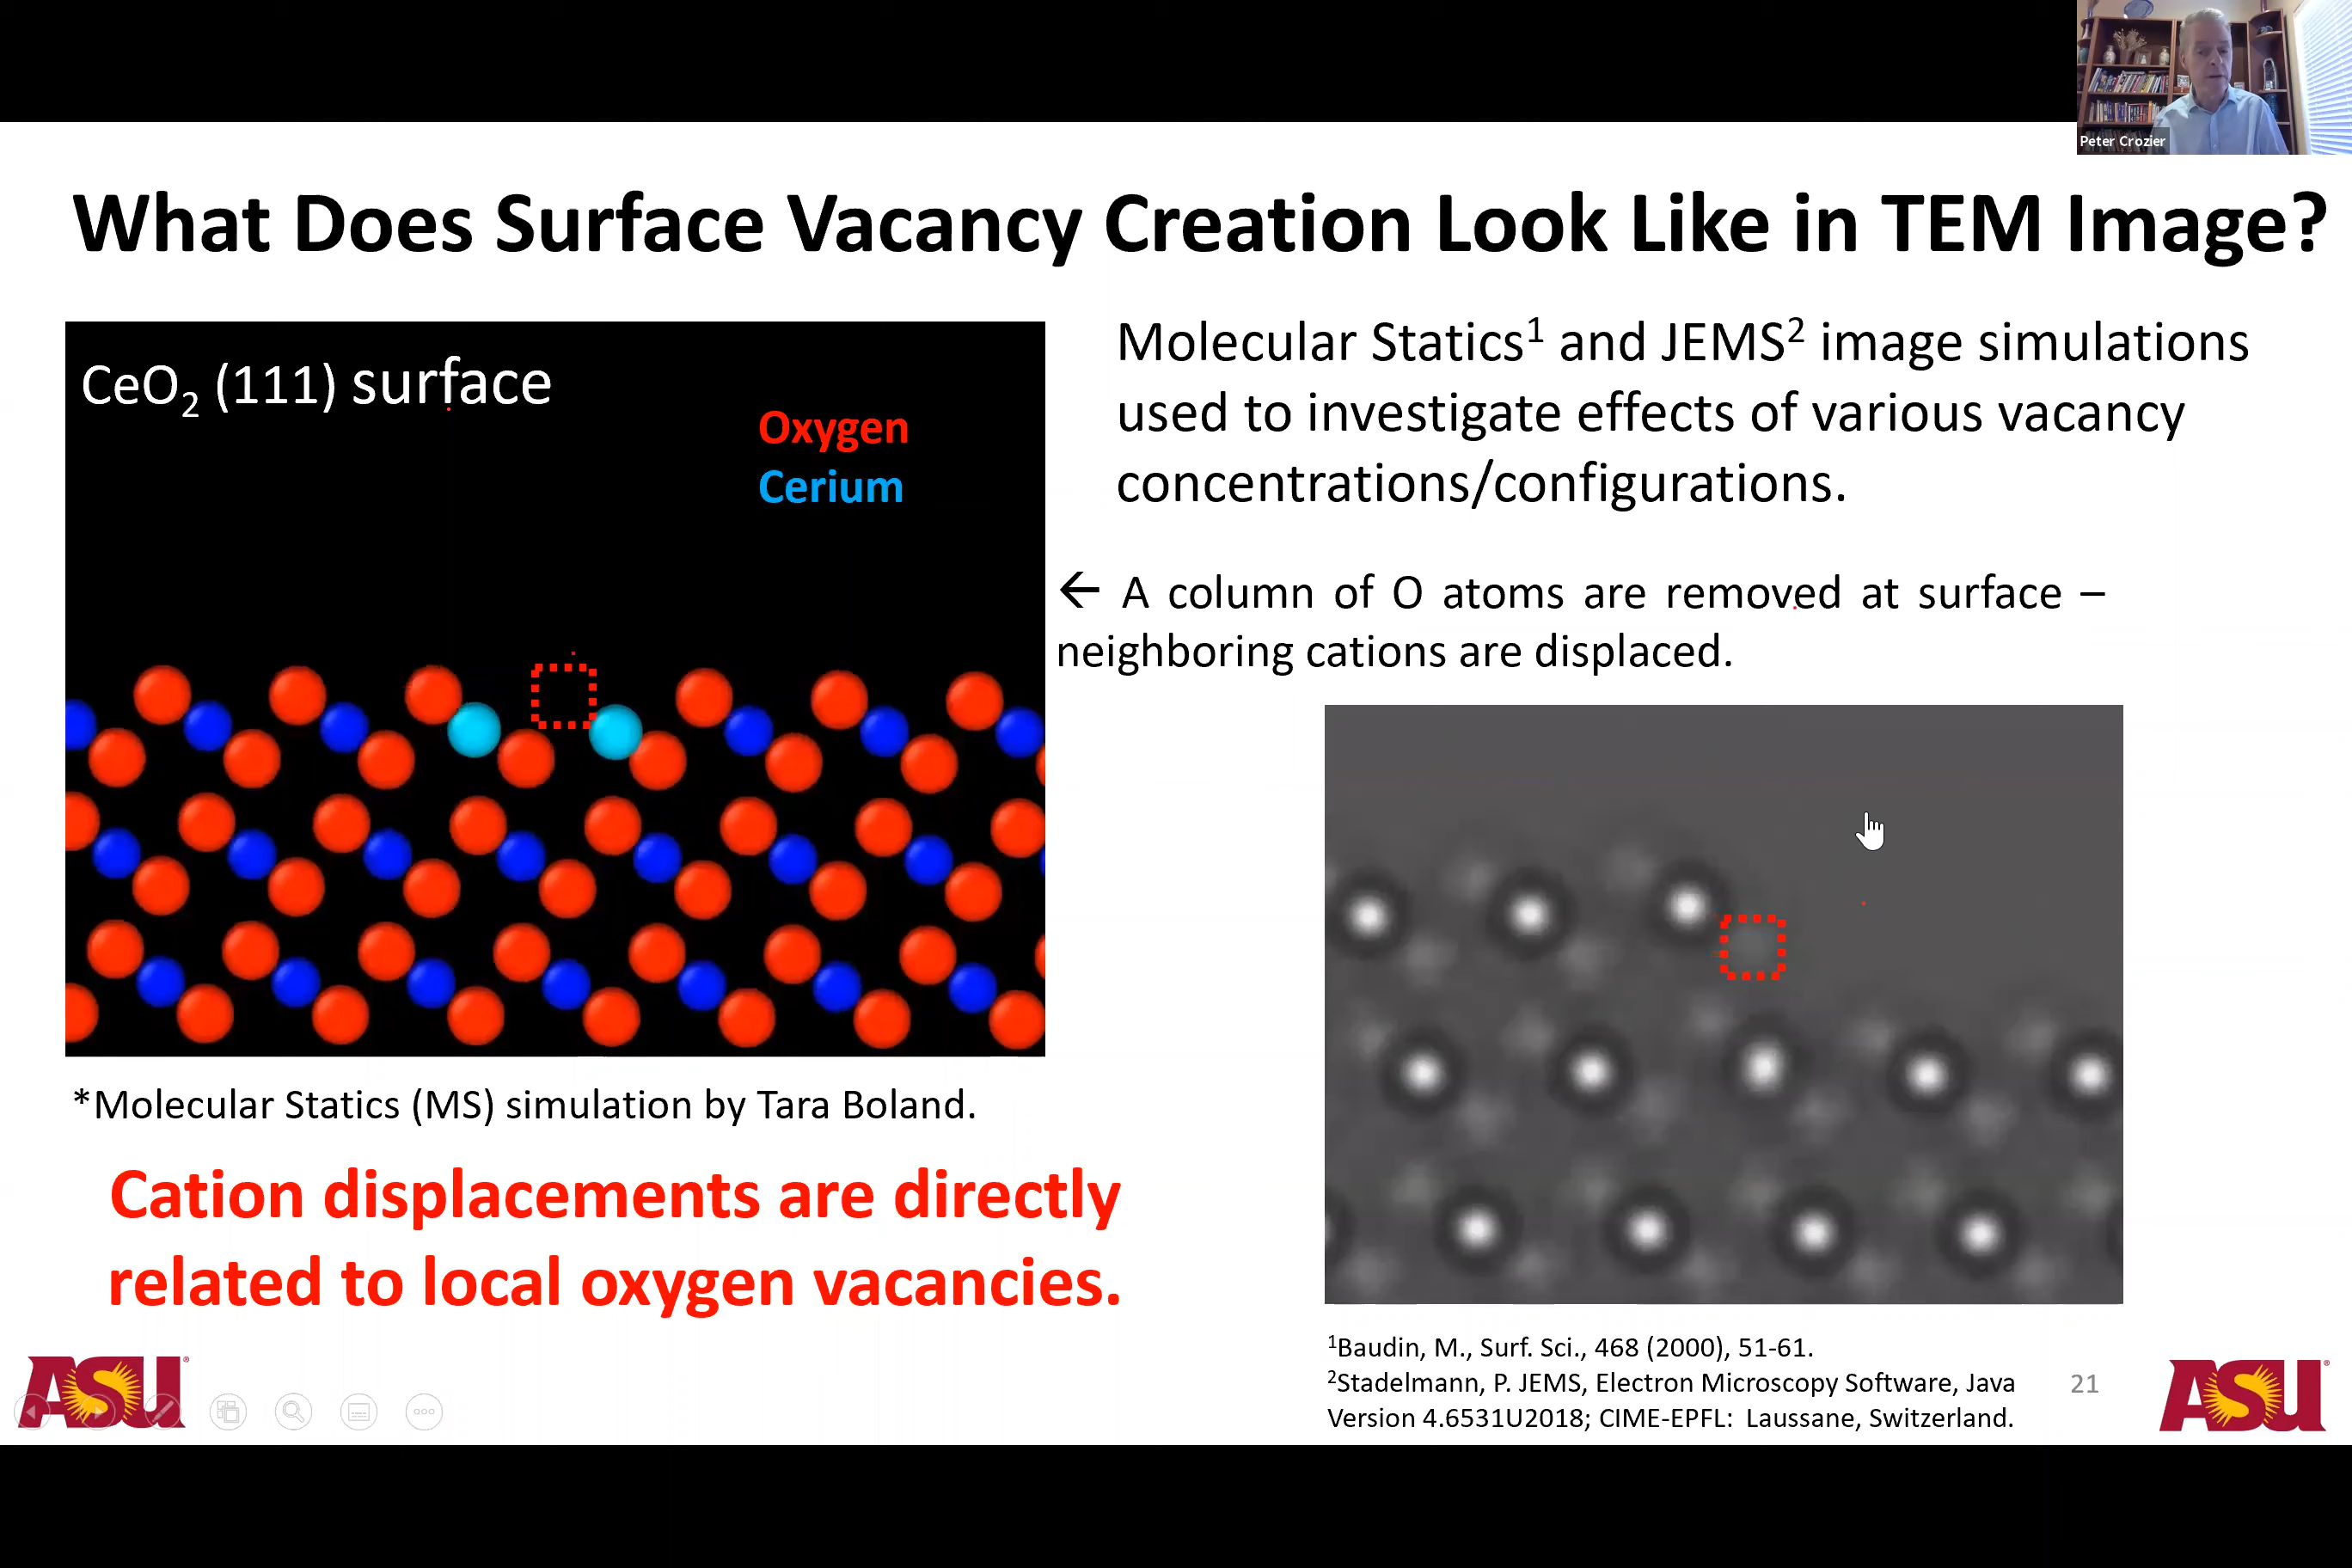 Peter Crozier
What Does Surface Vacancy Creation Look Like in TEM Image?
CeO2 (111) surface
Oxygen
Cerium
Molecular Statics1 and JEMS2 image simulations
used to investigate effects of various vacancy
concentrations/configurations.
← A column of O atoms are removed at surface –
neighboring cations are displaced.
*Molecular Statics (MS) simulation by Tara Boland.
Cation displacements are directly
related to local oxygen vacancies.
1Baudin, M., Surf. Sci., 468 (2000), 51-61.
2Stadelmann, P. JEMS, Electron Microscopy Software, Java
Version 4.6531U2018; CIME-EPFL: Laussane, Switzerland.
21
ASU
ASU